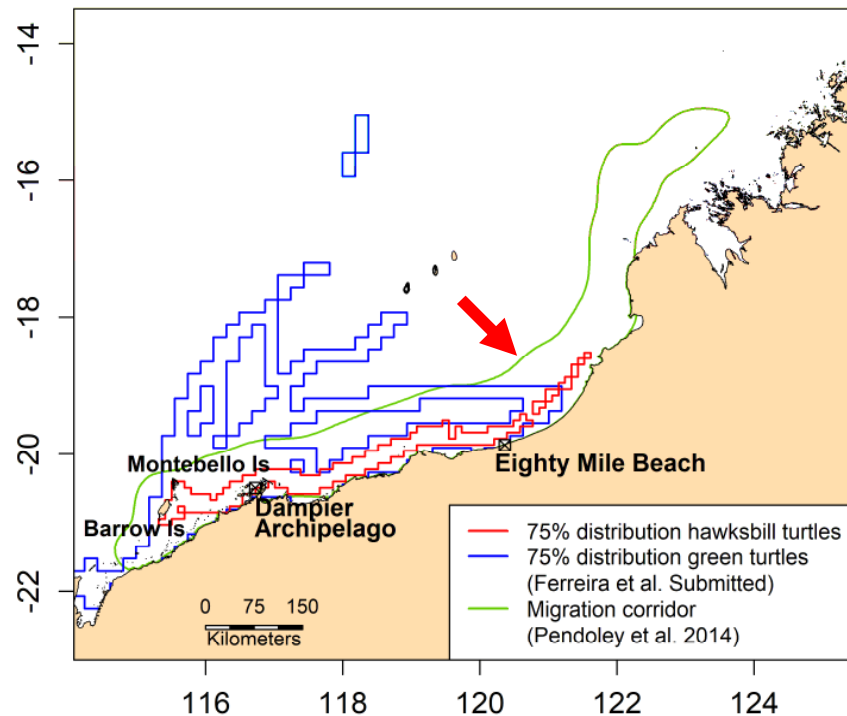 -14
-16
-18
-20
-22
Montebello Is
Barrow Is
Dampier
Archipelago
Eighty Mile Beach
0 75 150
Kilometers
75% distribution hawksbill turtles
75% distribution green turtles
(Ferreira et al. Submitted)
Migration corridor
(Pendoley et al. 2014)
116 118 120 122 124